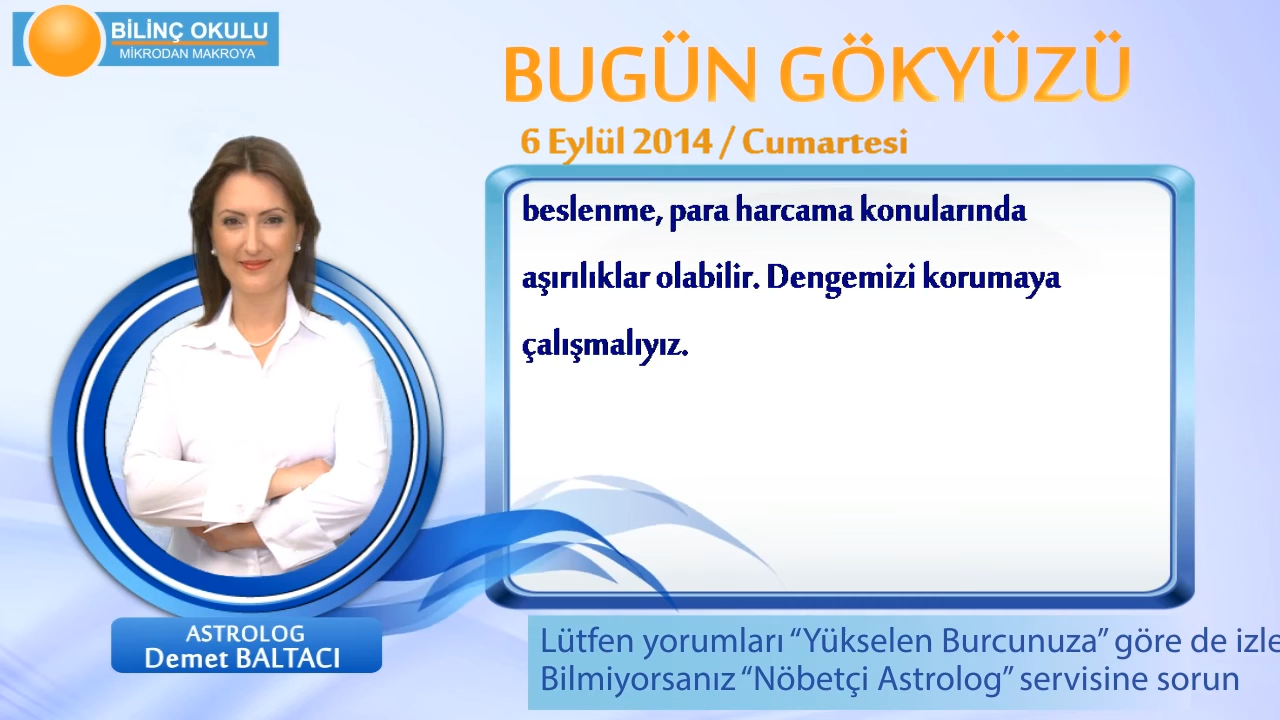 BİLİNÇ OKULU
MİKRODAN MAKROYA
BUGÜN GÖKYÜZÜ
6 Eylül 2014 / Cumartesi
beslenme, para harcama konularında
aşırılıklar olabilir. Dengemizi korumaya
çalışmalıyız.
ASTROLOG
Demet BALTACI
Lütfen yorumları “Yükselen Burcunuza” göre de izle
Bilmiyorsanız “Nöbetçi Astrolog” servisine sorun